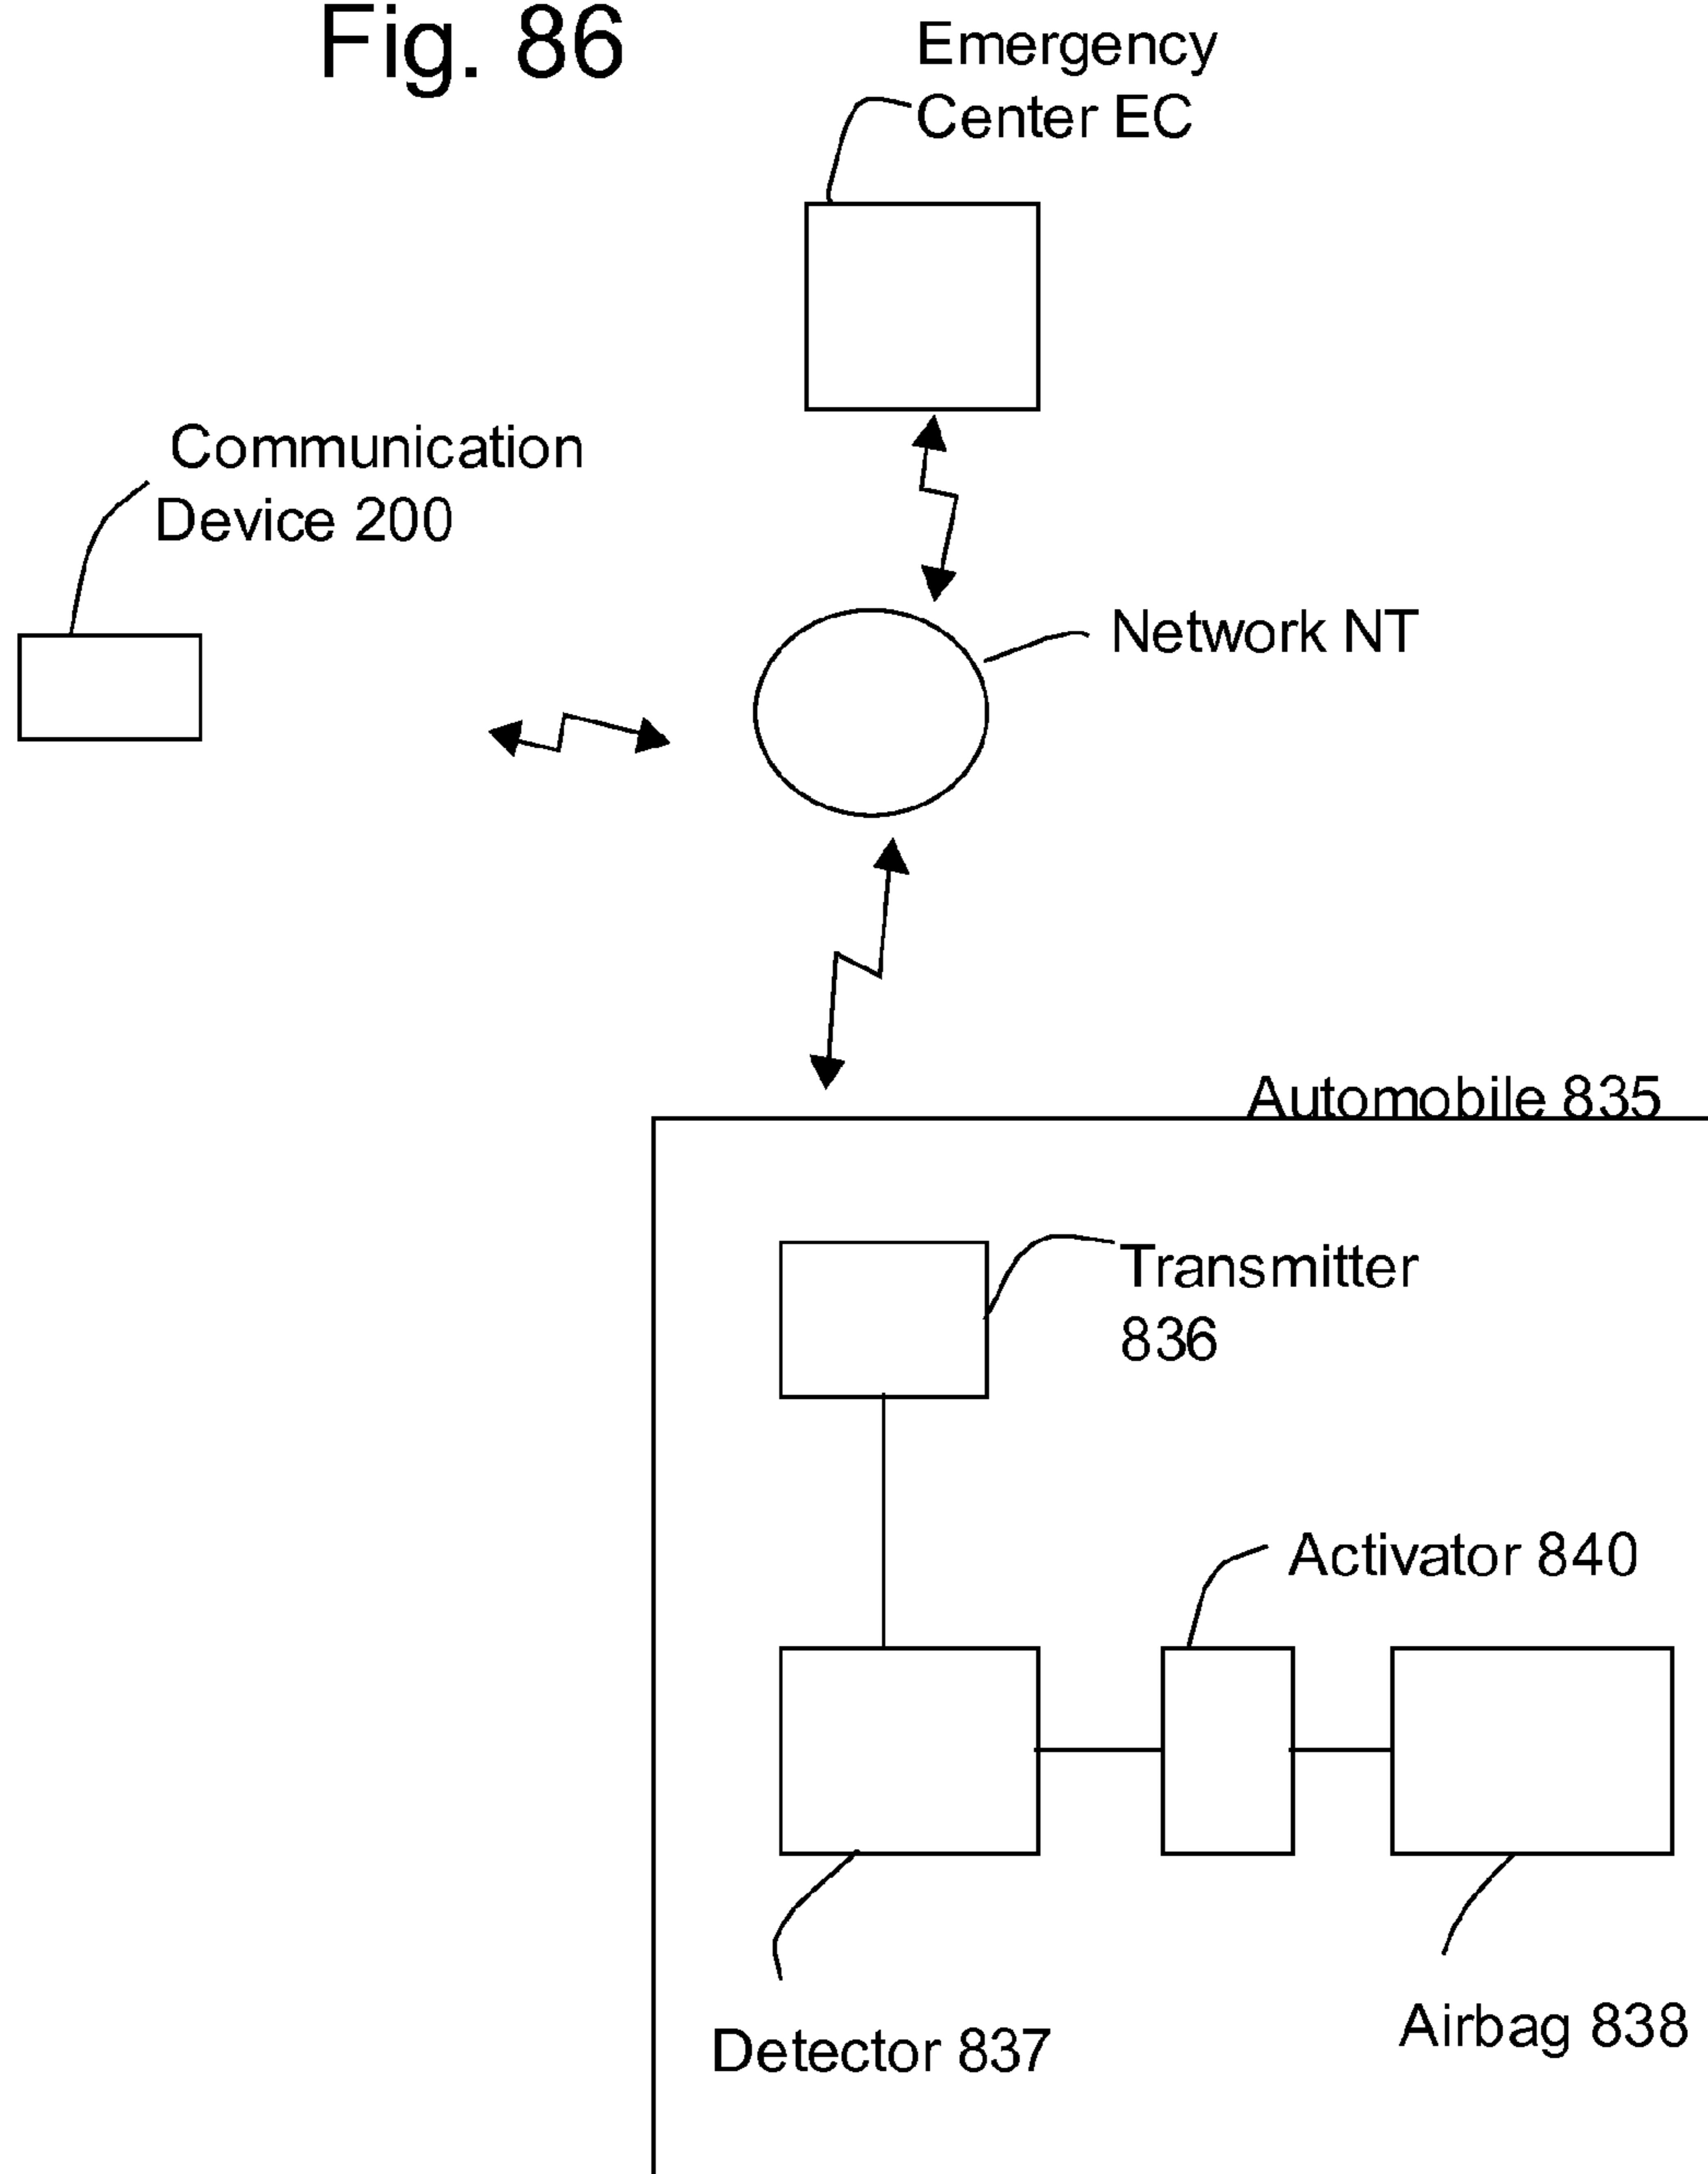 Fig. 86
Emergency
Center EC
Communication
Device 200
Network NT
Automobile 835
Transmitter
836
Activator 840
Detector 837
Airbag 838